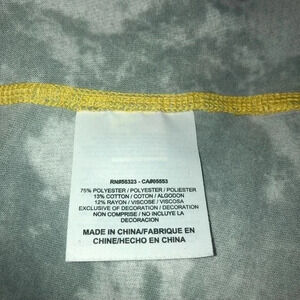 RN#56323 - CA#05553
75% POLYESTER / POLYESTER / POLIESTER
13% COTTON / COTON / ALGODON
12% RAYON / VISCOSE / VISCOSA
EXCLUSIVE OF DECORATION / DECORATION
NON COMPRISE / NO INCLUYE LA
DECORACION
MADE IN CHINA/FABRIQUE EN
CHINE/HECHO EN CHINA